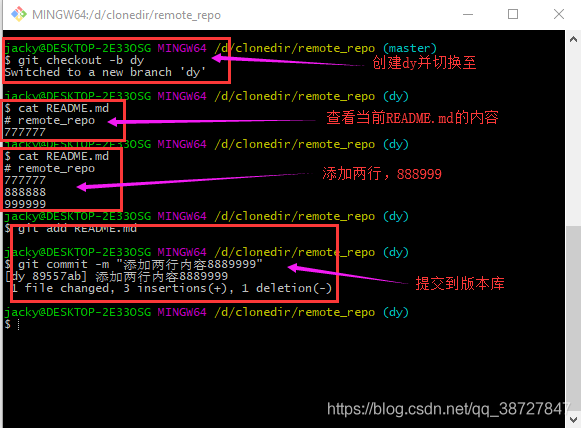 MINGW64:/d/clonedir/remote_repo
jacky@DESKTOP-2E33OSG MINGW64 /d/clonedir/remote_repo (master)
$ git checkout -b dy
创建dy并切换至
Switched to a new branch 'dy'
jacky@DESKTOP-2E33OSG MINGW64 /d/clonedir/remote_repo (dy)
$ cat README.md
# remote_repo
查看当前README.md的内容
777777
jacky@DESKTOP-2E33OSG MINGW64 /d/clonedir/remote_repo (dy)
$ cat README.md
# remote_repo
添加两行，888999
777777
888888
999999
jacky@DESKTOP-2E33OSG MINGW64 /d/clonedir/remote_repo (dy)
$ git add README.md
jacky@DESKTOP-2E33OSG MINGW64 /d/clonedir/remote_repo (dy)
$ git commit -m "添加两行内容8889999"
[dy 89557ab] 添加两行内容8889999
提交到版本库
1 file changed, 3 insertions(+), 1 deletion(-)
jacky@DESKTOP-2E33OSG MINGW64 /d/clonedir/remote_repo (dy)
$
https://blog.csdn.net/qq_38727847